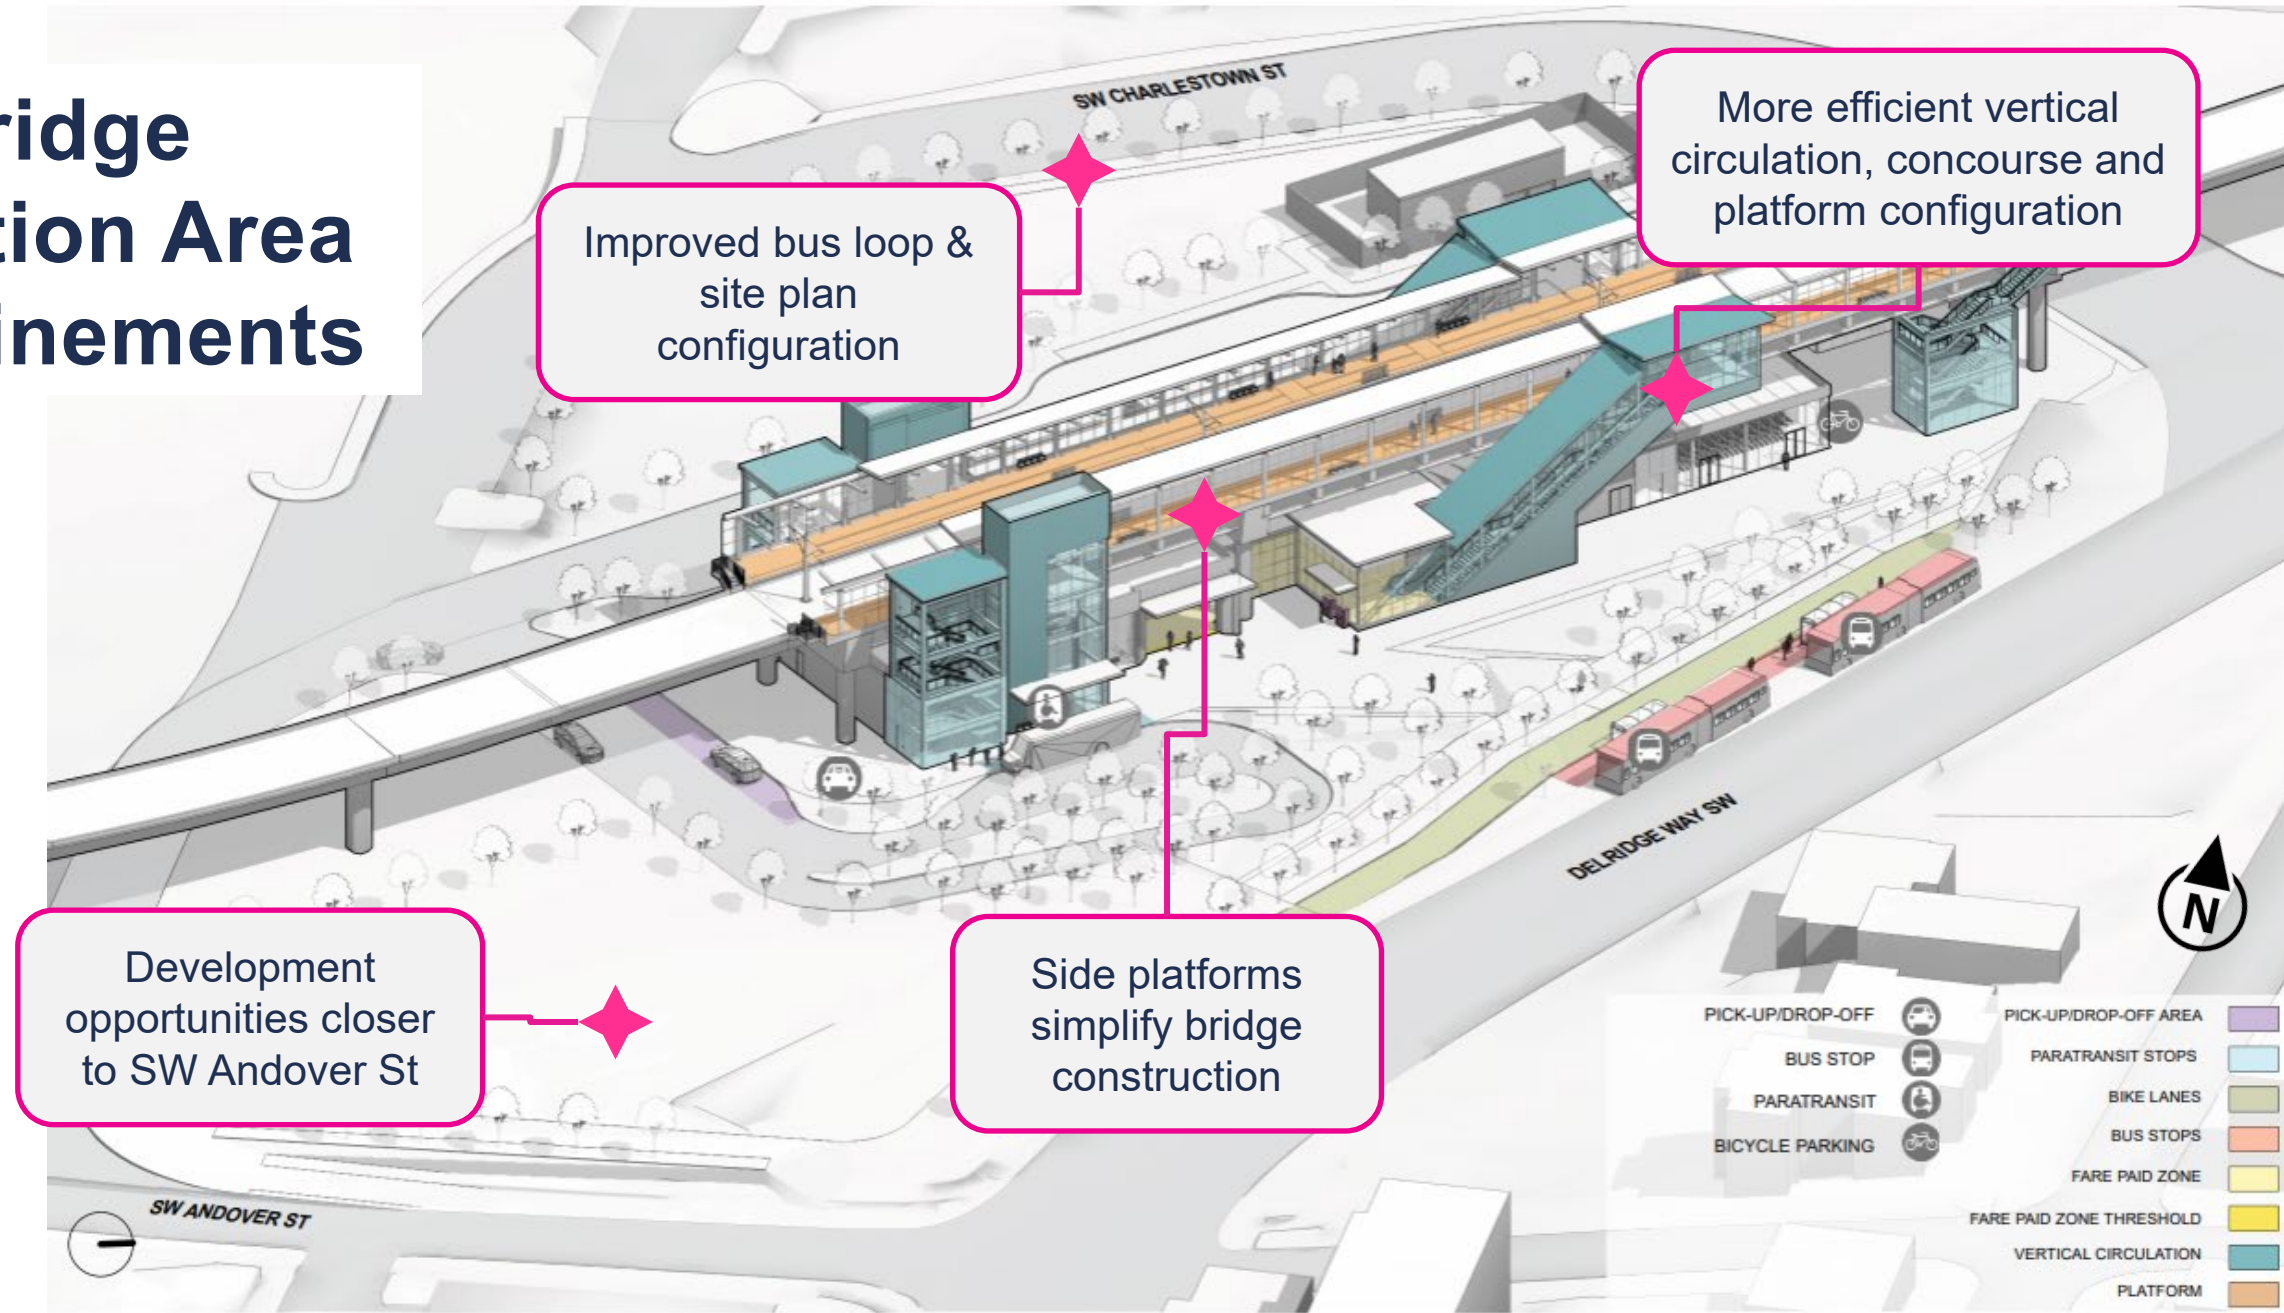 ridge
tion Area
inements
SW CHARLESTOWN ST
Improved bus loop &
site plan
configuration
More efficient vertical
circulation, concourse and
platform configuration
DELRIDGE WAY SW
N
Development
opportunities closer
to SW Andover St
Side platforms
simplify bridge
construction
SW ANDOVER ST
PICK-UP/DROP-OFF
BUS STOP
PARATRANSIT
BICYCLE PARKING
PICK-UP/DROP-OFF AREA
PARATRANSIT STOPS
BIKE LANES
BUS STOPS
FARE PAID ZONE
FARE PAID ZONE THRESHOLD
VERTICAL CIRCULATION
PLATFORM